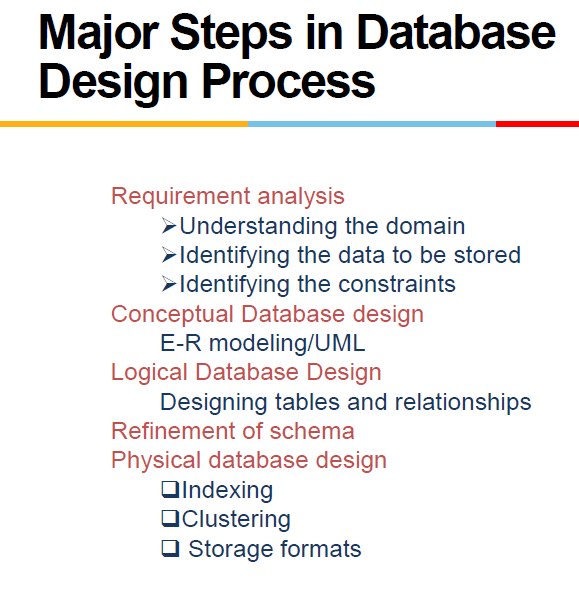 Major Steps in Database
Design Process
Requirement analysis
➢Understanding the domain
➢Identifying the data to be stored
➢Identifying the constraints
Conceptual Database design
E-R modeling/UML
Logical Database Design
Designing tables and relationships
Refinement of schema
Physical database design
❑Indexing
❑Clustering
❑ Storage formats